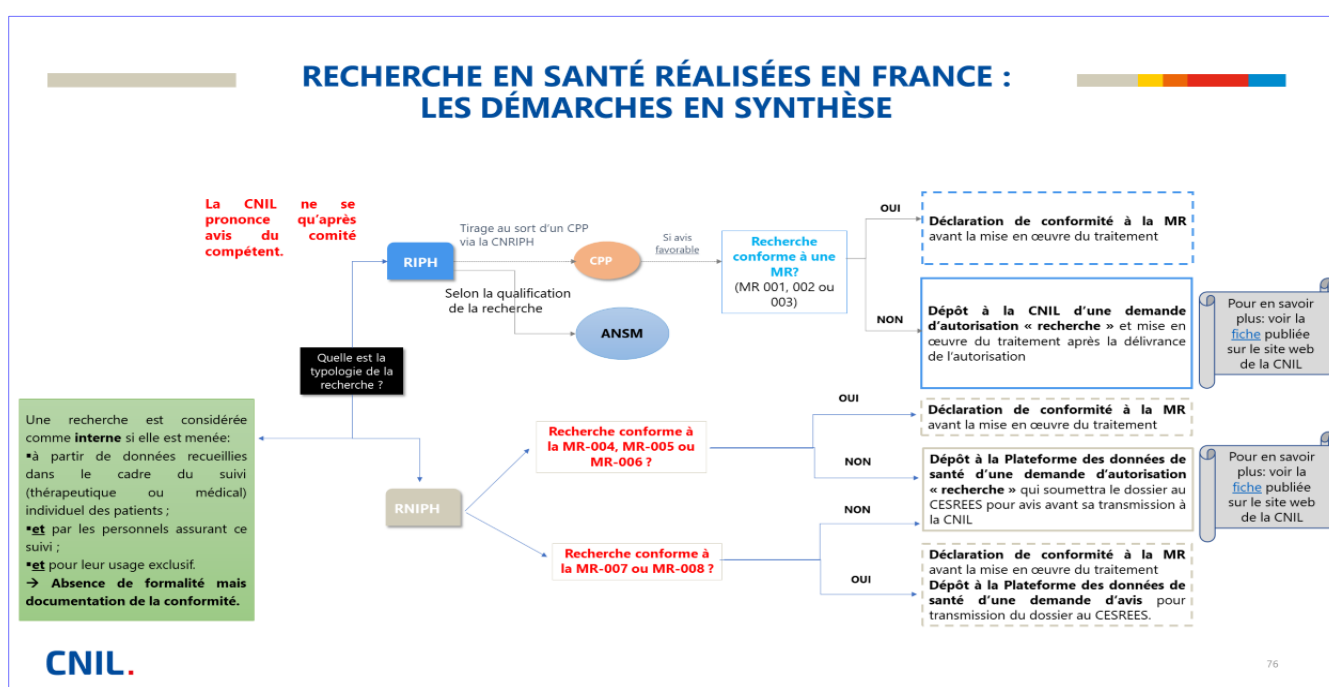 RECHERCHE EN SANTÉ RÉALISÉES EN FRANCE :
LES DÉMARCHES EN SYNTHÈSE
La CNIL ne se
prononce qu'après
avis du comité
compétent.
Quelle est la
typologie de la
recherche ?
RIPH
Tirage au sort d'un CPP
via la CNRIPH
CPP
Selon la qualification
de la recherche
ANSM
Si avis
favorable
Recherche
conforme à une
MR?
(MR 001, 002 ou
003)
OUI
Déclaration de conformité à la MR
avant la mise en œuvre du traitement
NON
Dépôt à la CNIL d'une demande
d'autorisation « recherche » et mise en
œuvre du traitement après la délivrance
de l'autorisation
Pour en savoir
plus: voir la
fiche publiée
sur le site web
de la CNIL
Une recherche est considérée
comme interne si elle est menée:
▪à partir de données recueillies
dans le cadre du suivi
(thérapeutique ou médical)
individuel des patients ;
▪et par les personnels assurant ce
suivi ;
▪et pour leur usage exclusif.
→ Absence de formalité mais
documentation de la conformité.
RNIPH
Recherche conforme à
la MR-004, MR-005 ou
MR-006 ?
OUI
Déclaration de conformité à la MR
avant la mise en œuvre du traitement
NON
Dépôt à la Plateforme des données de
santé d'une demande d'autorisation
« recherche » qui soumettra le dossier au
CESREES pour avis avant sa transmission à
la CNIL
Pour en savoir
plus: voir la
fiche publiée
sur le site web
de la CNIL
Recherche conforme à
la MR-007 ou MR-008 ?
NON
OUI
Déclaration de conformité à la MR
avant la mise en œuvre du traitement
Dépôt à la Plateforme des données de
santé d'une demande d'avis pour
transmission du dossier au CESREES.
CNIL.
76